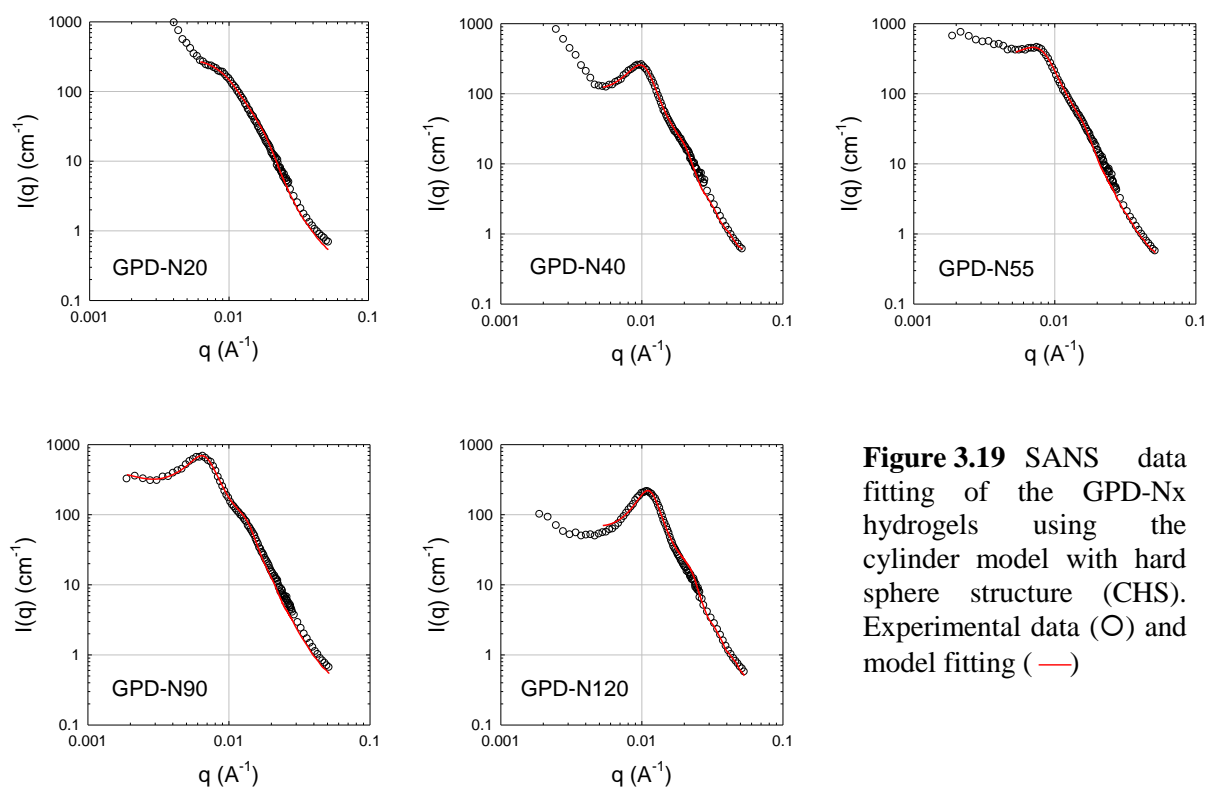 1000
100
10
1
0.1
0.001
0.01
0.1
I(q) (cm⁻¹)
q (A⁻¹)
GPD-N20
1000
100
10
1
0.1
0.001
0.01
0.1
I(q) (cm⁻¹)
q (A⁻¹)
GPD-N40
1000
100
10
1
0.1
0.001
0.01
0.1
I(q) (cm⁻¹)
q (A⁻¹)
GPD-N55
1000
100
10
1
0.1
0.001
0.01
0.1
I(q) (cm⁻¹)
q (A⁻¹)
GPD-N90
1000
100
10
1
0.1
0.001
0.01
0.1
I(q) (cm⁻¹)
q (A⁻¹)
GPD-N120
Figure 3.19 SANS data
fitting of the GPD-Nx
hydrogels using the
cylinder model with hard
sphere structure (CHS).
Experimental data (O) and
model fitting ( — )